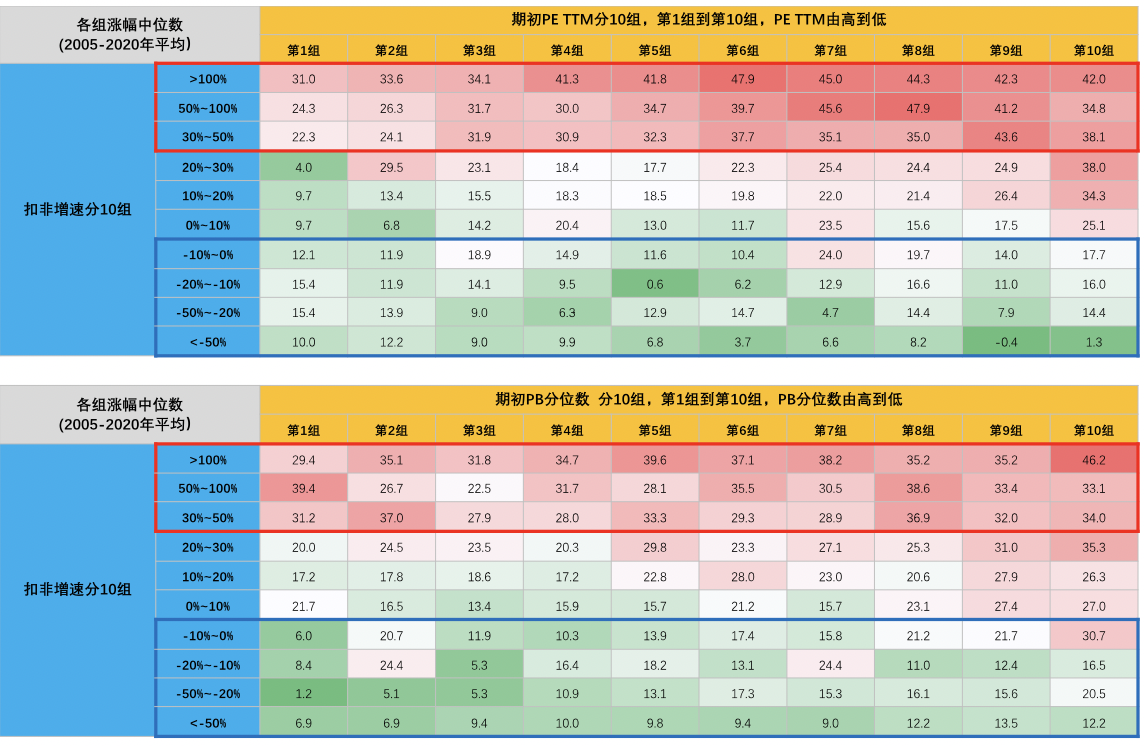 各组涨幅中位数
(2005-2020年平均)
期初PE TTM分10组，第1组到第10组，PE TTM由高到低
第1组 第2组 第3组 第4组 第5组 第6组 第7组 第8组 第9组 第10组
扣非增速分10组
>100% 31.0 33.6 34.1 41.3 41.8 47.9 45.0 44.3 42.3 42.0
50%~100% 24.3 26.3 31.7 30.0 34.7 39.7 45.6 47.9 41.2 34.8
30%~50% 22.3 24.1 31.9 30.9 32.3 37.7 35.1 35.0 43.6 38.1
20%~30% 4.0 29.5 23.1 18.4 17.7 22.3 25.4 24.4 24.9 38.0
10%~20% 9.7 13.4 15.5 18.3 18.5 19.8 22.0 21.4 26.4 34.3
0%~10% 9.7 6.8 14.2 20.4 13.0 11.7 23.5 15.6 17.5 25.1
-10%~0% 12.1 11.9 18.9 14.9 11.6 10.4 24.0 19.7 14.0 17.7
-20%~-10% 15.4 11.9 14.1 9.5 0.6 6.2 12.9 16.6 11.0 16.0
-50%~-20% 15.4 13.9 9.0 6.3 12.9 14.7 4.7 14.4 7.9 14.4
<-50% 10.0 12.2 9.0 9.9 6.8 3.7 6.6 8.2 -0.4 1.3
各组涨幅中位数
(2005-2020年平均)
期初PB分位数 分10组，第1组到第10组，PB分位数由高到低
第1组 第2组 第3组 第4组 第5组 第6组 第7组 第8组 第9组 第10组
扣非增速分10组
>100% 29.4 35.1 31.8 34.7 39.6 37.1 38.2 35.2 35.2 46.2
50%~100% 39.4 26.7 22.5 31.7 28.1 35.5 30.5 38.6 33.4 33.1
30%~50% 31.2 37.0 27.9 28.0 33.3 29.3 28.9 36.9 32.0 34.0
20%~30% 20.0 24.5 23.5 20.3 29.8 23.3 27.1 25.3 31.0 35.3
10%~20% 17.2 17.8 18.6 17.2 22.8 28.0 23.0 20.6 27.9 26.3
0%~10% 21.7 16.5 13.4 15.9 15.7 21.2 15.7 23.1 27.4 27.0
-10%~0% 6.0 20.7 11.9 10.3 13.9 17.4 15.8 21.2 21.7 30.7
-20%~-10% 8.4 24.4 5.3 16.4 18.2 13.1 24.4 11.0 12.4 16.5
-50%~-20% 1.2 5.1 5.3 10.9 13.1 17.3 15.3 16.1 15.6 20.5
<-50% 6.9 6.9 9.4 10.0 9.8 9.4 9.0 12.2 13.5 12.2